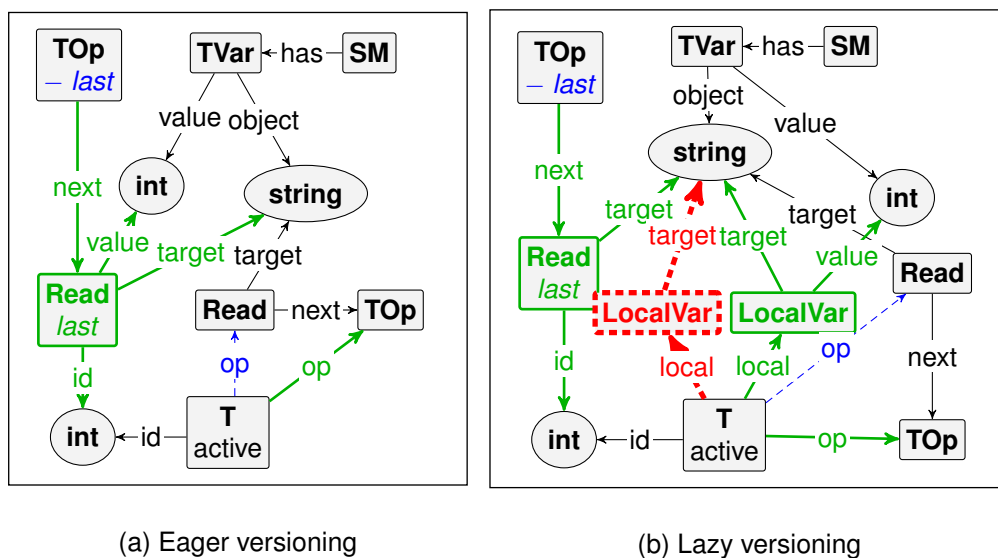 TOp
– last
TVar
has
SM
value
object
next
int
string
value
target
target
Read
last
Read
next
TOp
id
op
op
int
id
T
active
(a) Eager versioning
TOp
– last
TVar
has
SM
object
value
next
string
int
target
target
target
target
value
Read
last
Read
LocalVar
LocalVar
op
next
id
local
local
int
id
T
active
op
TOp
(b) Lazy versioning